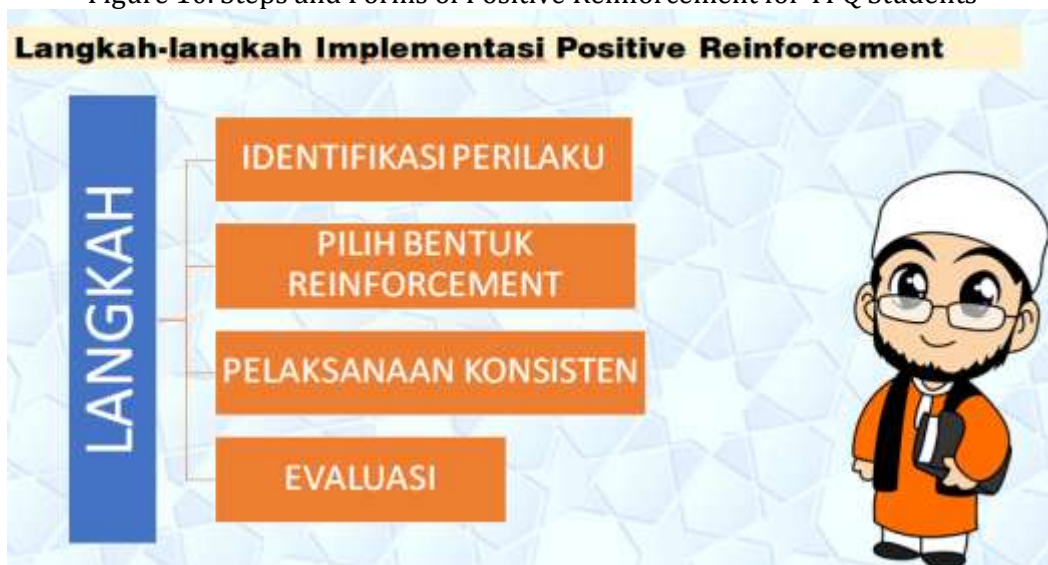 Figure 10. Steps and Forms of Positive Reinforcement for TPQ Students
Langkah-langkah Implementasi Positive Reinforcement
LANGKAH
IDENTIFIKASI PERILAKU
PILIH BENTUK
REINFORCEMENT
PELAKSANAAN KONSISTEN
EVALUASI